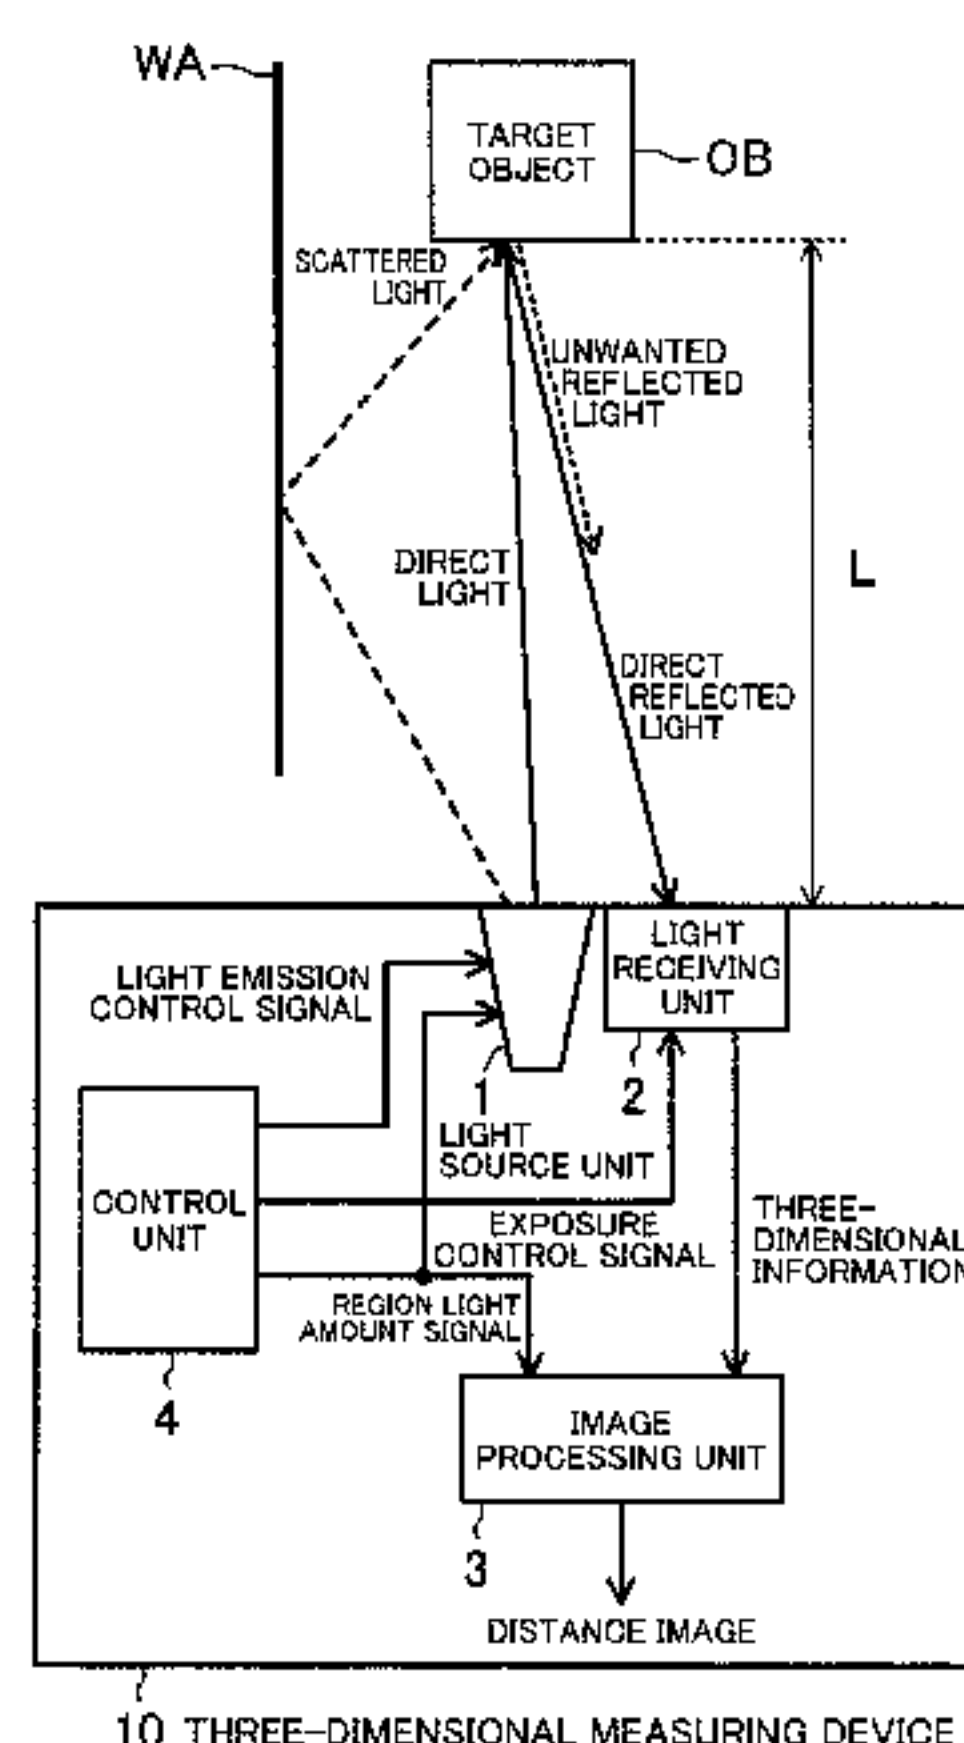 WA
TARGET
OBJECT
OB
SCATTERED
LIGHT
UNWANTED
REFLECTED
LIGHT
DIRECT
LIGHT
L
DIRECT
REFLECTED
LIGHT
LIGHT EMISSION
CONTROL SIGNAL
LIGHT
RECEIVING
UNIT
1
2
LIGHT
SOURCE UNIT
CONTROL
UNIT
EXPOSURE
CONTROL SIGNAL
THREE-
DIMENSIONAL
INFORMATION
REGION LIGHT
AMOUNT SIGNAL
4
IMAGE
PROCESSING UNIT
3
DISTANCE IMAGE
10 THREE-DIMENSIONAL MEASURING DEVICE